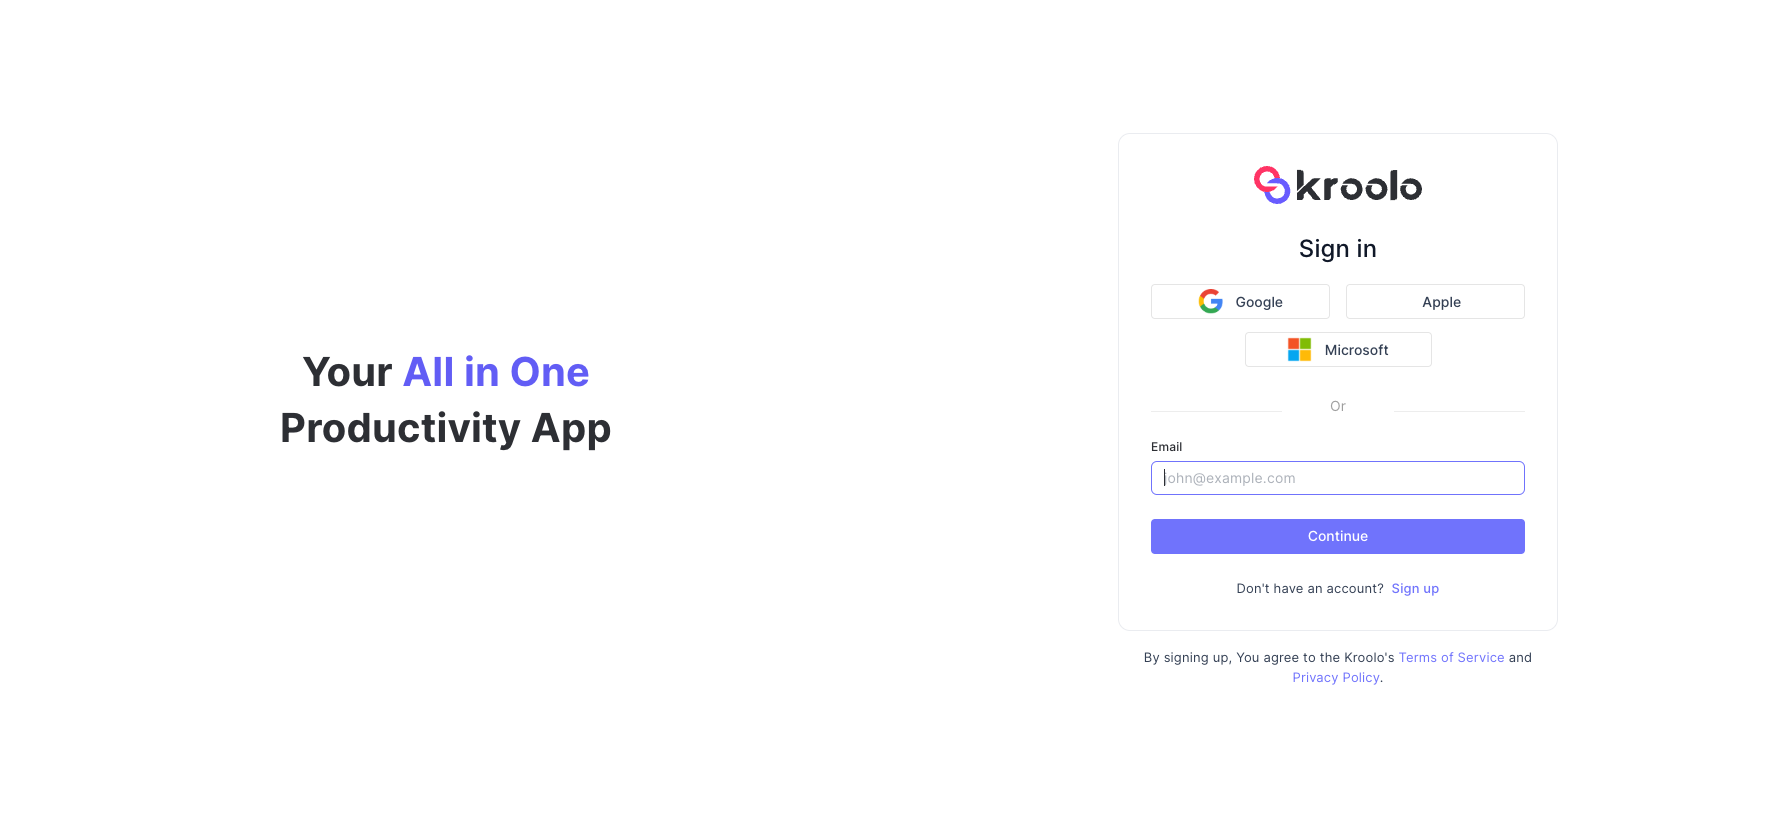 Your All in One
Productivity App
kroolo
Sign in
Google
Apple
Microsoft
Or
Email
john@example.com
Continue
Don't have an account? Sign up
By signing up, You agree to the Kroolo's Terms of Service and
Privacy Policy.